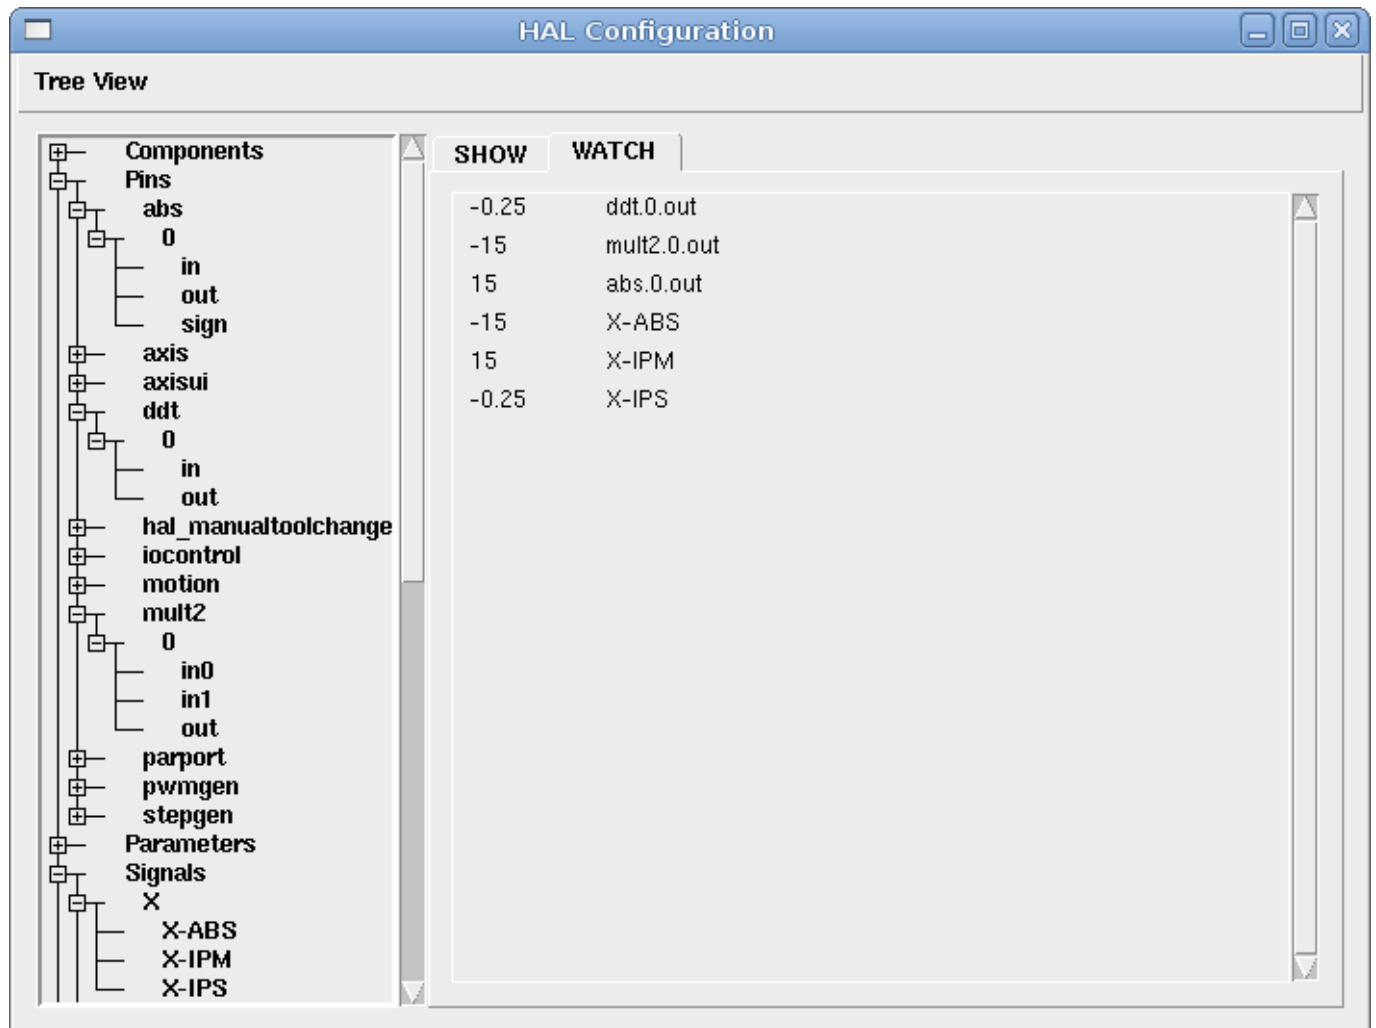 HAL Configuration
Tree View
Components
Pins
abs
0
in
out
sign
axis
axisui
ddt
0
in
out
hal_manualtoolchange
iocontrol
motion
mult2
0
in0
in1
out
parport
pwmgen
stepgen
Parameters
Signals
X
X-ABS
X-IPM
X-IPS
SHOW WATCH
-0.25 ddt.0.out
-15 mult2.0.out
15 abs.0.out
-15 X-ABS
15 X-IPM
-0.25 X-IPS